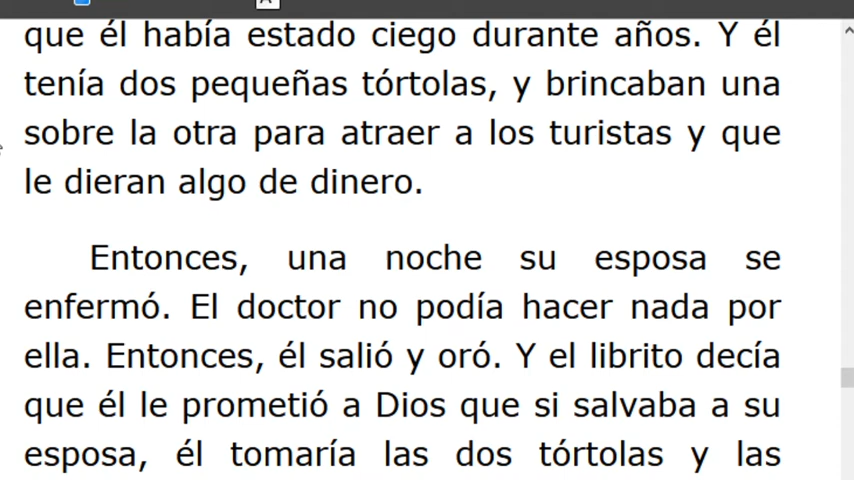 que él había estado ciego durante años. Y él
tenía dos pequeñas tórtolas, y brincaban una
sobre la otra para atraer a los turistas y que
le dieran algo de dinero.
Entonces, una noche su esposa se
enfermó. El doctor no podía hacer nada por
ella. Entonces, él salió y oró. Y el librito decía
que él le prometió a Dios que si salvaba a su
esposa, él tomaría las dos tórtolas y las